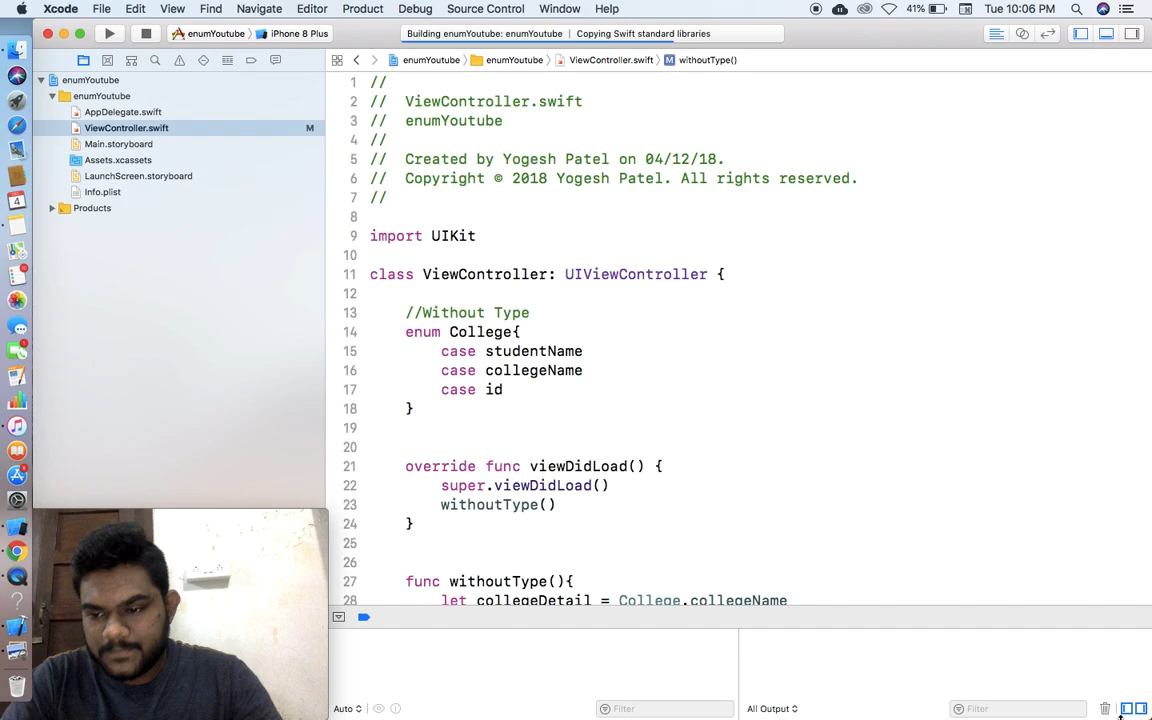 Xcode File Edit View Find Navigate Editor Product Debug Source Control Window Help 41% Tue 10:06 PM
enumYoutube iPhone 8 Plus Building enumYoutube: enumYoutube | Copying Swift standard libraries
enumYoutube enumYoutube ViewController.swift M withoutType()
enumYoutube
enumYoutube
AppDelegate.swift
ViewController.swift M
Main.storyboard
Assets.xcassets
LaunchScreen.storyboard
Info.plist
Products
1 //
2 // ViewController.swift
3 // enumYoutube
4 //
5 // Created by Yogesh Patel on 04/12/18.
6 // Copyright © 2018 Yogesh Patel. All rights reserved.
7 //
8
9 import UIKit
10
11 class ViewController: UIViewController {
12
13 //Without Type
14 enum College{
15 case studentName
16 case collegeName
17 case id
18 }
19
20
21 override func viewDidLoad() {
22 super.viewDidLoad()
23 withoutType()
24 }
25
26
27 func withoutType(){
28 let collegeDetail = College.collegeName
Auto Filter All Output Filter